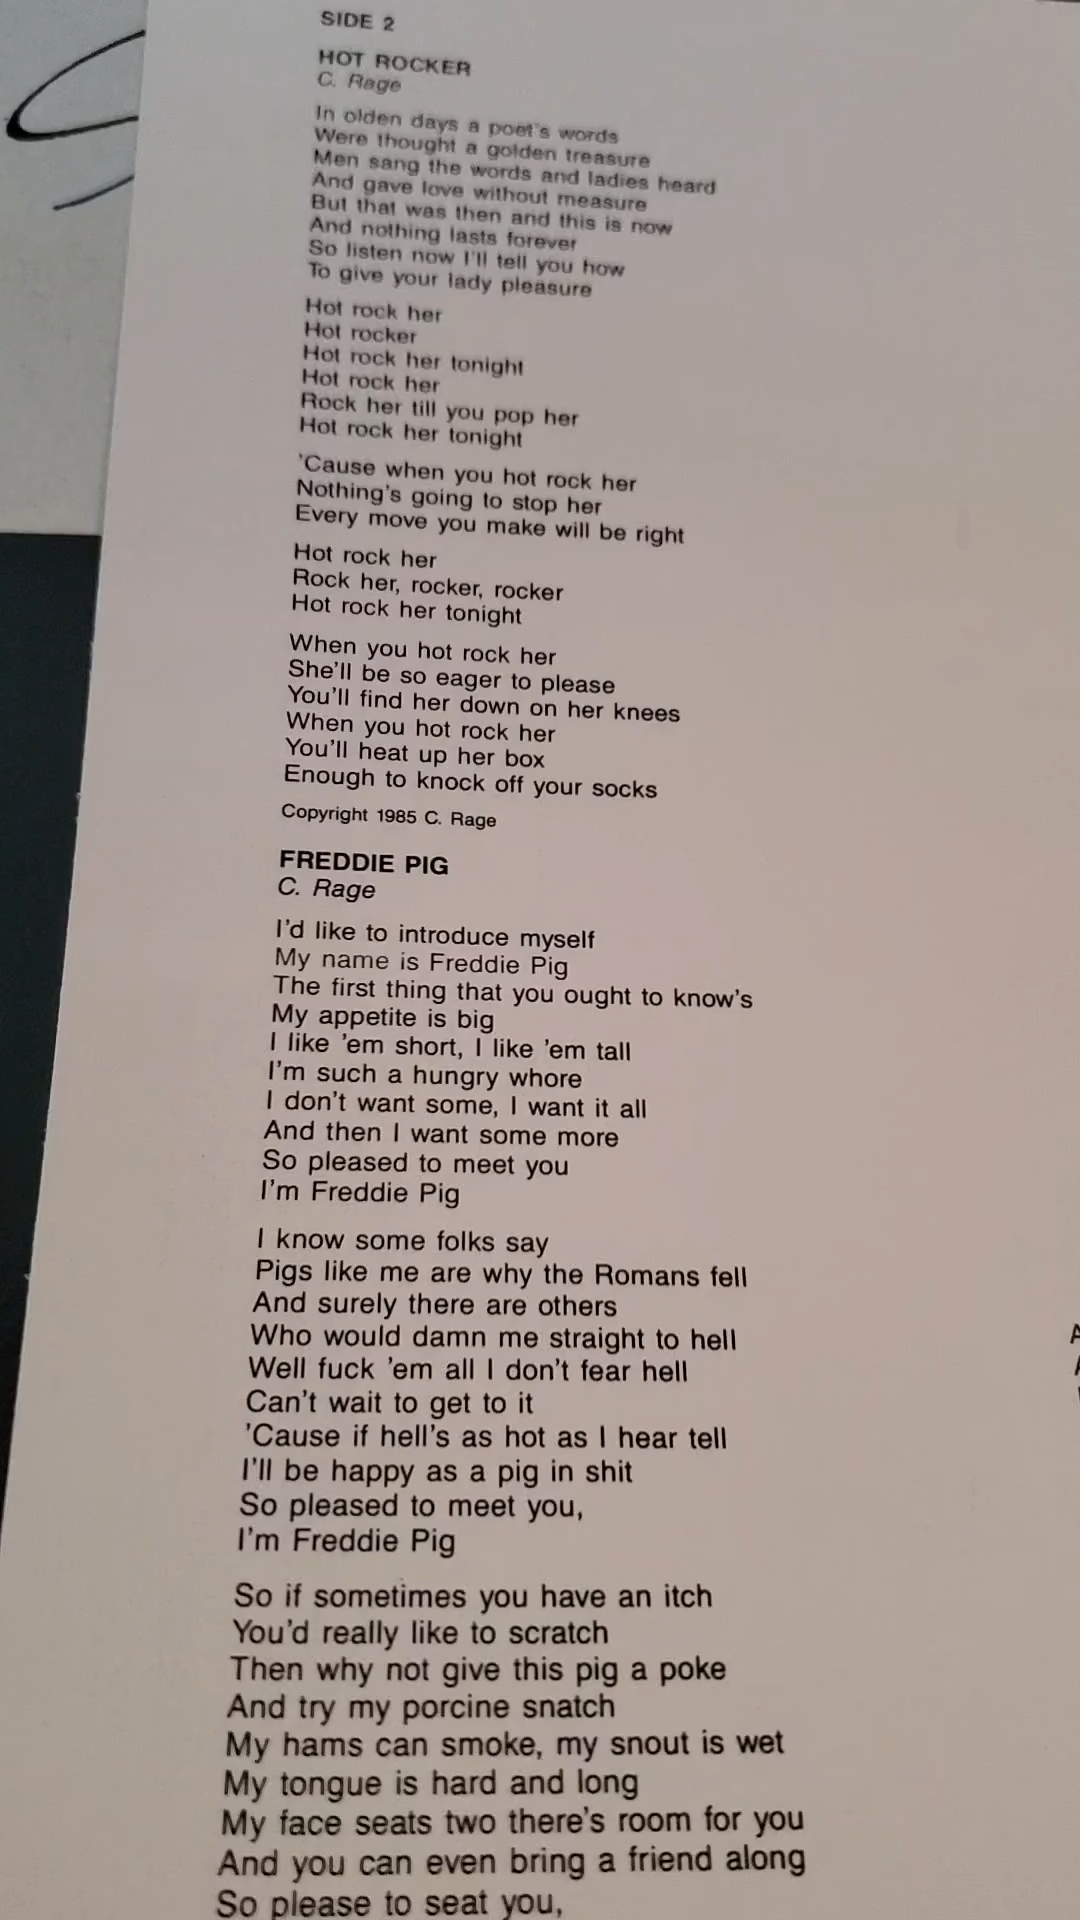 SIDE 2
HOT ROCKER
C. Rage
In olden days a poet's words
Were thought a golden treasure
Men sang the words and ladies heard
And gave love without measure
But that was then and this is now
And nothing lasts forever
So listen now I'll tell you how
To give your lady pleasure
Hot rock her
Hot rocker
Hot rock her tonight
Hot rock her
Rock her till you pop her
Hot rock her tonight
'Cause when you hot rock her
Nothing's going to stop her
Every move you make will be right
Hot rock her
Rock her, rocker, rocker
Hot rock her tonight
When you hot rock her
She'll be so eager to please
You'll find her down on her knees
When you hot rock her
You'll heat up her box
Enough to knock off your socks
Copyright 1985 C. Rage
FREDDIE PIG
C. Rage
I'd like to introduce myself
My name is Freddie Pig
The first thing that you ought to know's
My appetite is big
I like 'em short, I like 'em tall
I'm such a hungry whore
I don't want some, I want it all
And then I want some more
So pleased to meet you
I'm Freddie Pig
I know some folks say
Pigs like me are why the Romans fell
And surely there are others
Who would damn me straight to hell
Well fuck 'em all I don't fear hell
Can't wait to get to it
'Cause if hell's as hot as I hear tell
I'll be happy as a pig in shit
So pleased to meet you,
I'm Freddie Pig
So if sometimes you have an itch
You'd really like to scratch
Then why not give this pig a poke
And try my porcine snatch
My hams can smoke, my snout is wet
My tongue is hard and long
My face seats two there's room for you
And you can even bring a friend along
So please to seat you,